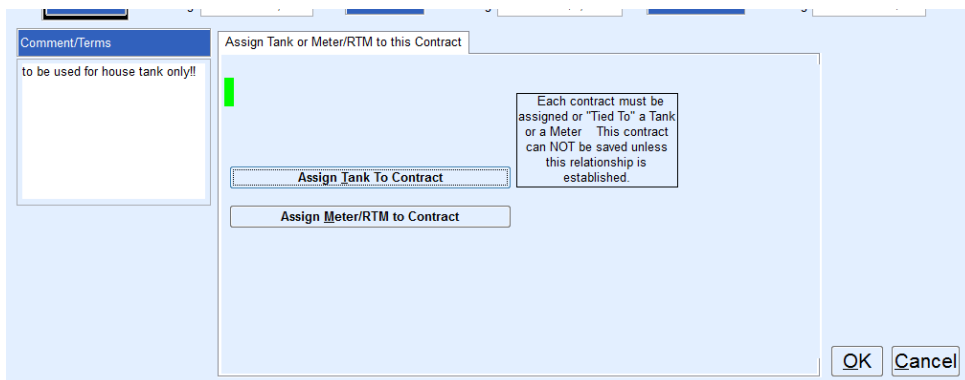 Comment/Terms
to be used for house tank only!!
Assign Tank or Meter/RTM to this Contract
Each contract must be
assigned or "Tied To" a Tank
or a Meter This contract
can NOT be saved unless
this relationship is
established.
Assign Tank To Contract
Assign Meter/RTM to Contract
OK
Cancel